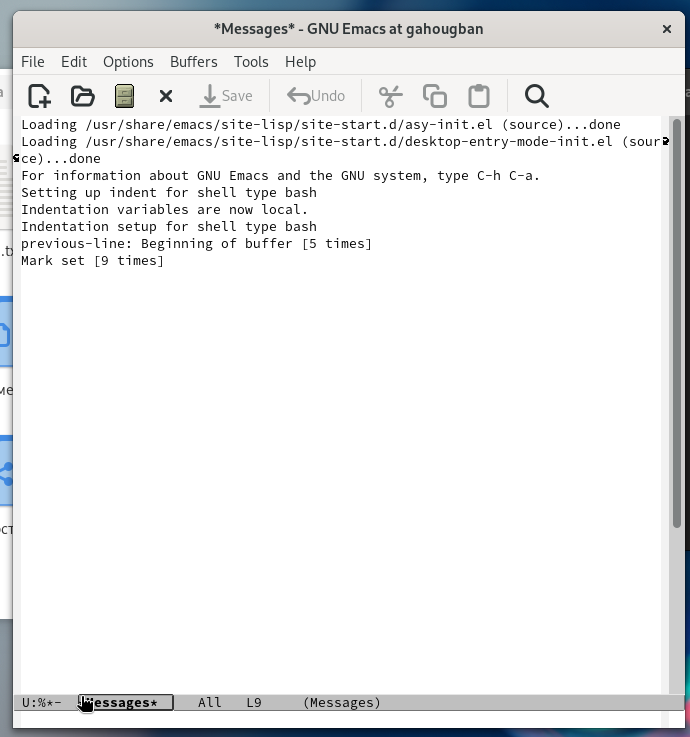 *Messages* - GNU Emacs at gahougban
File Edit Options Buffers Tools Help
Save Undo
Loading /usr/share/emacs/site-lisp/site-start.d/asy-init.el (source)...done
Loading /usr/share/emacs/site-lisp/site-start.d/desktop-entry-mode-init.el (sour
ce)...done
For information about GNU Emacs and the GNU system, type C-h C-a.
Setting up indent for shell type bash
Indentation variables are now local.
Indentation setup for shell type bash
previous-line: Beginning of buffer [5 times]
Mark set [9 times]
U:%*- essages* All L9 (Messages)